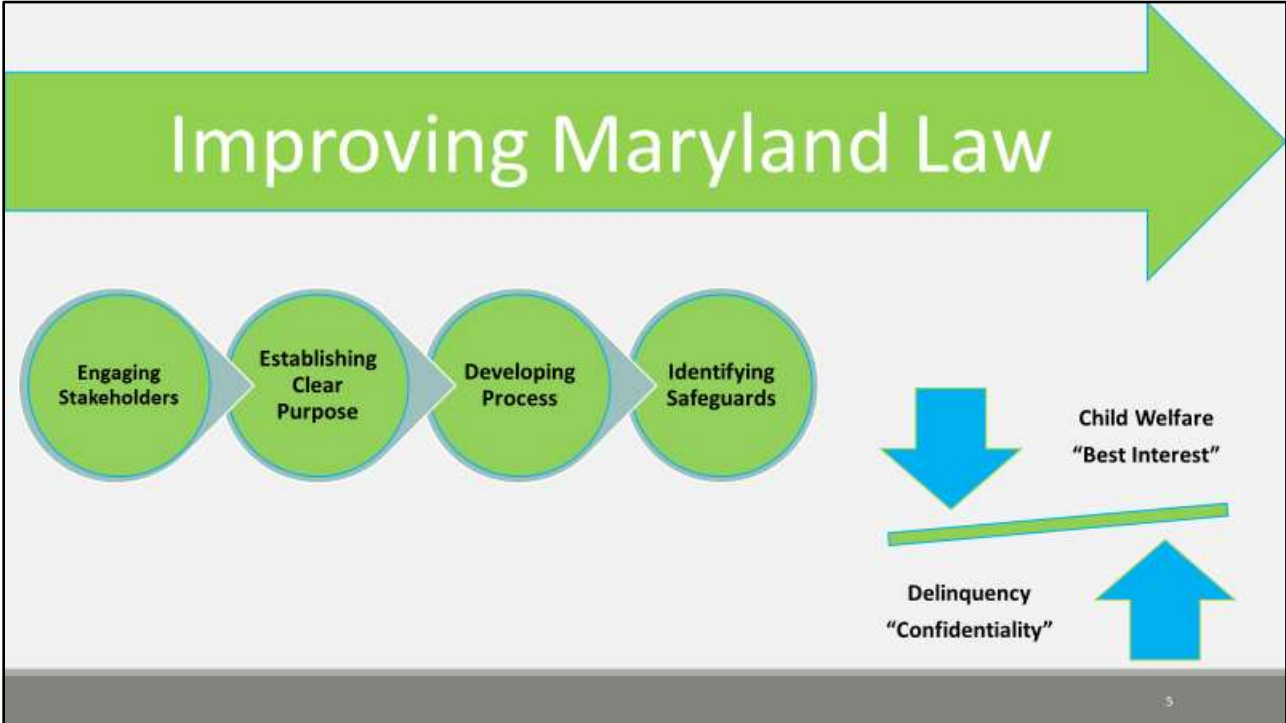 Improving Maryland Law
Engaging
Stakeholders
Establishing
Clear
Purpose
Developing
Process
Identifying
Safeguards
Child Welfare
“Best Interest”
Delinquency
“Confidentiality”
5